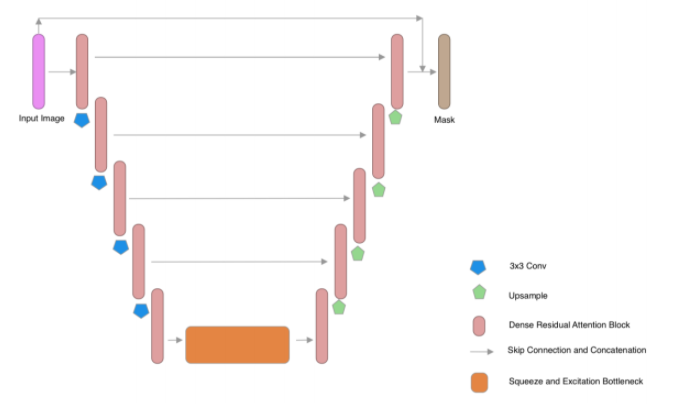 Input Image
Mask
3x3 Conv
Upsample
Dense Residual Attention Block
Skip Connection and Concatenation
Squeeze and Excitation Bottleneck